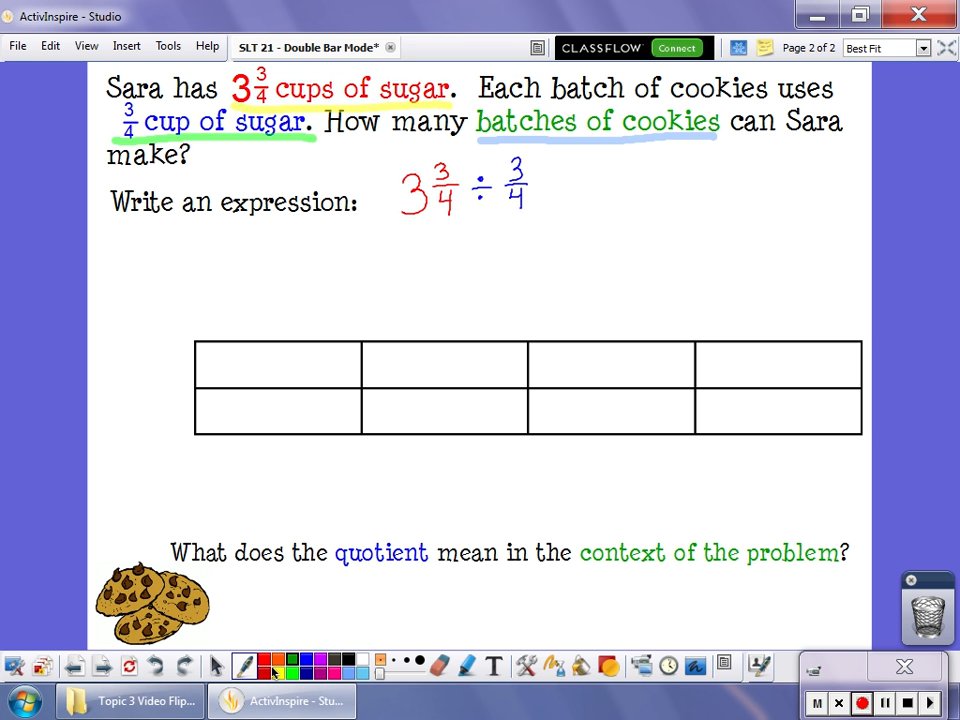 ActivInspire - Studio
File Edit View Insert Tools Help SLT 21 - Double Bar Mode* CLASSFLOW Connect Page 2 of 2 Best Fit
Sara has 3 3/4 cups of sugar. Each batch of cookies uses
3/4 cup of sugar. How many batches of cookies can Sara
make?
Write an expression: 3 3/4 ÷ 3/4
What does the quotient mean in the context of the problem?
T
Topic 3 Video Flip... ActivInspire - Stu... M